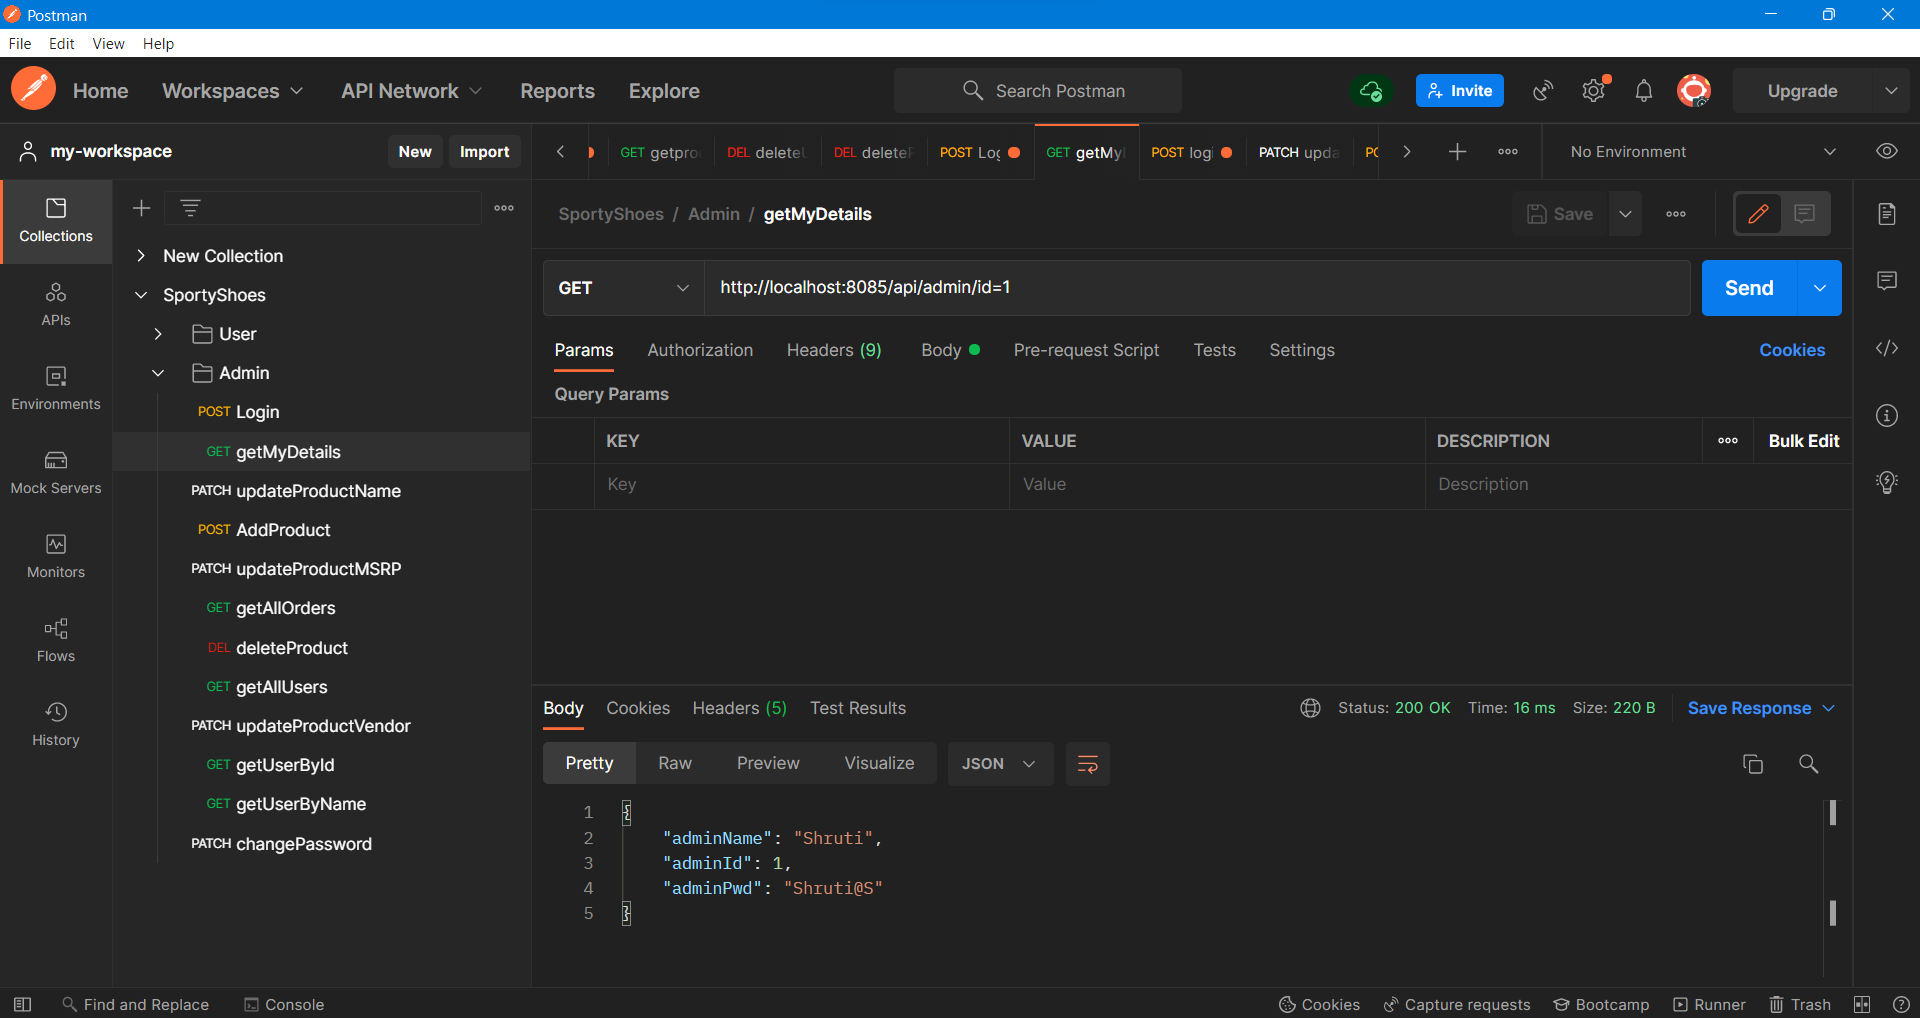 Postman
File Edit View Help
Home Workspaces API Network Reports Explore Search Postman Invite Upgrade
my-workspace New Import GET getpro DEL delete DEL delete POST Log GET getMy POST logi PATCH upda No Environment
Collections
APIs
Environments
Mock Servers
Monitors
Flows
History
New Collection
SportyShoes
User
Admin
POST Login
GET getMyDetails
PATCH updateProductName
POST AddProduct
PATCH updateProductMSRP
GET getAllOrders
DEL deleteProduct
GET getAllUsers
PATCH updateProductVendor
GET getUserById
GET getUserByName
PATCH changePassword
SportyShoes / Admin / getMyDetails Save
GET http://localhost:8085/api/admin/id=1 Send
Params Authorization Headers (9) Body Pre-request Script Tests Settings Cookies
Query Params
KEY VALUE DESCRIPTION Bulk Edit
Key Value Description
Body Cookies Headers (5) Test Results Status: 200 OK Time: 16 ms Size: 220 B Save Response
Pretty Raw Preview Visualize JSON
1 {
2 "adminName": "Shruti",
3 "adminId": 1,
4 "adminPwd": "Shruti@S"
5 }
Find and Replace Console Cookies Capture requests Bootcamp Runner Trash